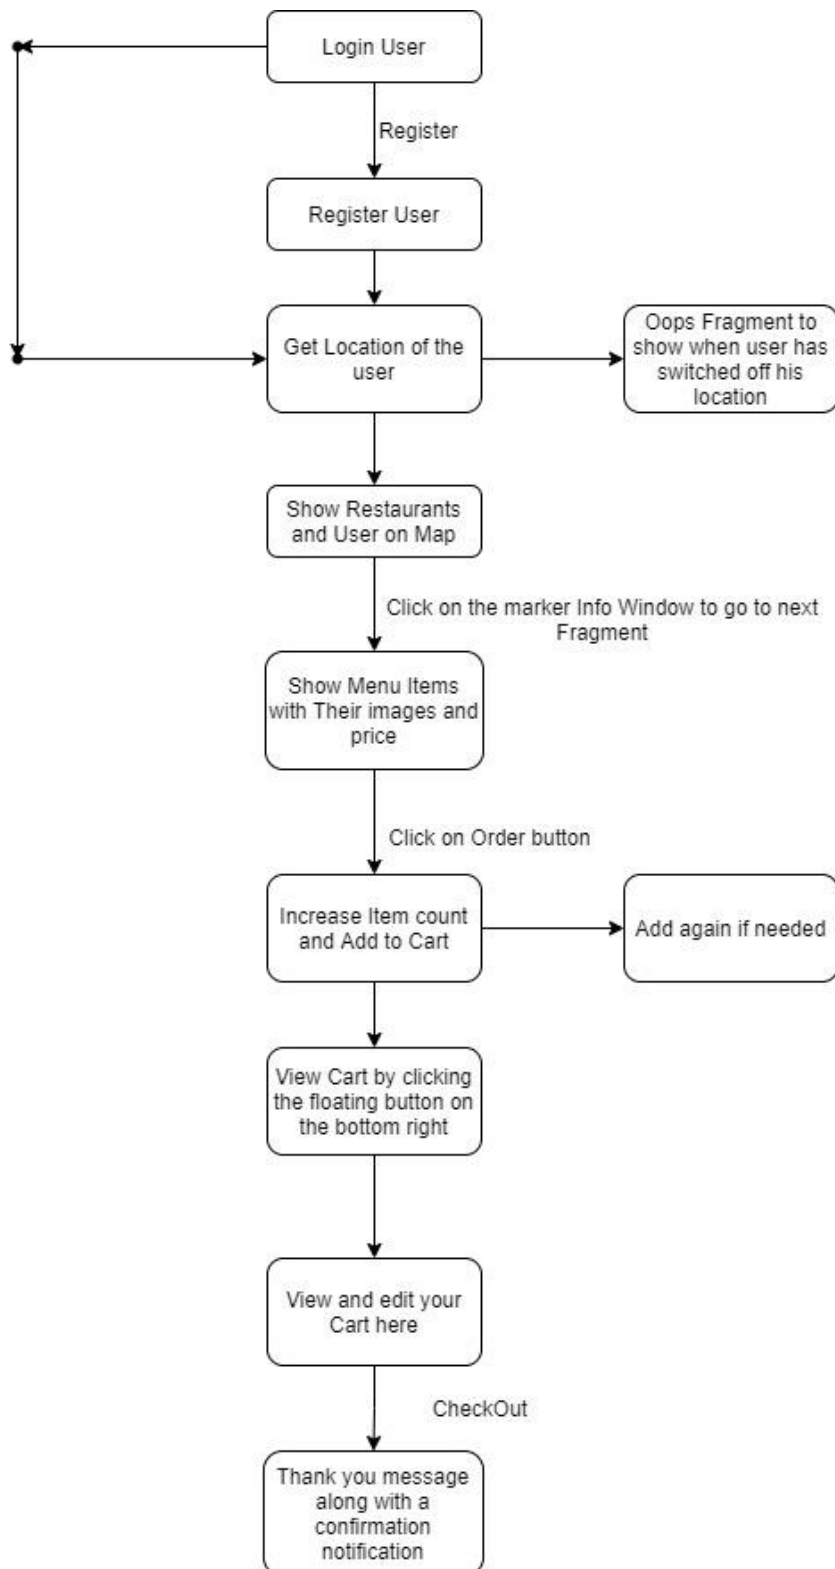 Login User
Register
Register User
Get Location of the
user
Oops Fragment to
show when user has
switched off his
location
Show Restaurants
and User on Map
Click on the marker Info Window to go to next
Fragment
Show Menu Items
with Their images and
price
Click on Order button
Increase Item count
and Add to Cart
Add again if needed
View Cart by clicking
the floating button on
the bottom right
View and edit your
Cart here
CheckOut
Thank you message
along with a
confirmation
notification